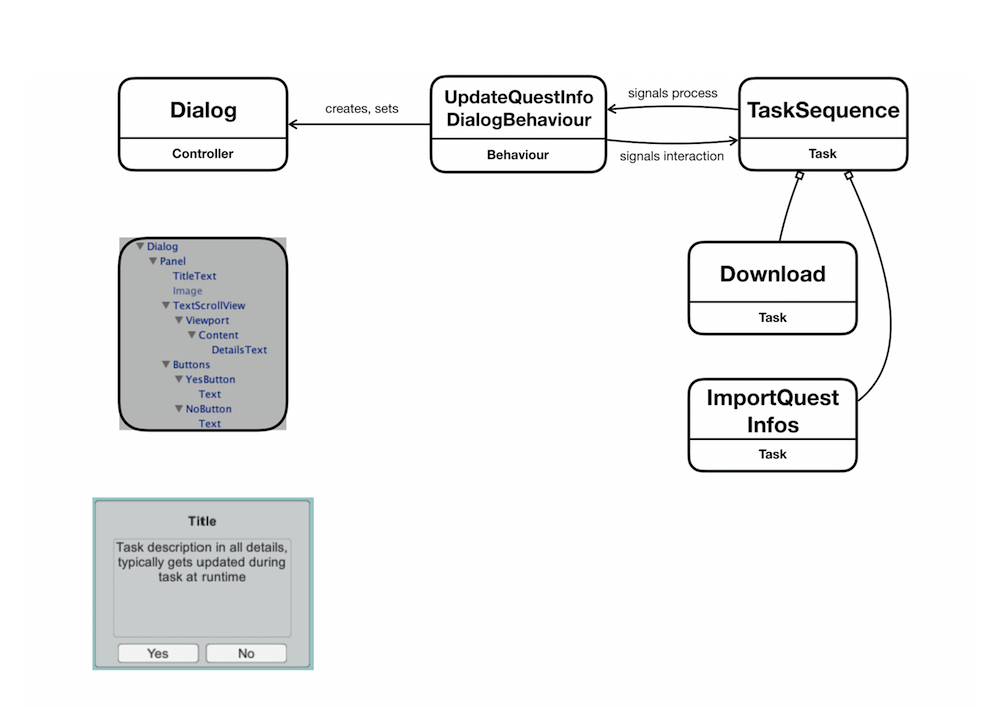 Dialog
Controller
creates, sets
UpdateQuestInfo
DialogBehaviour
Behaviour
signals process
signals interaction
TaskSequence
Task
Dialog
Panel
TitleText
Image
TextScrollView
Viewport
Content
DetailsText
Buttons
YesButton
Text
NoButton
Text
Download
Task
ImportQuest
Infos
Task
Title
Task description in all details,
typically gets updated during
task at runtime
Yes
No